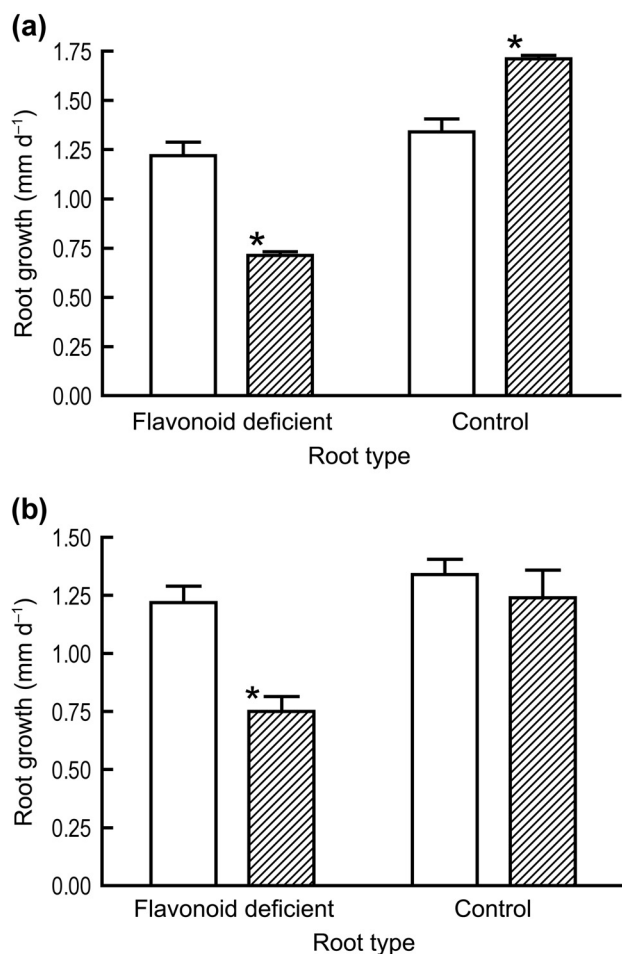 (a)
Root growth (mm d⁻¹)
1.75
1.50
1.25
1.00
0.75
0.50
0.25
0.00
*
*
Flavonoid deficient
Control
Root type
(b)
Root growth (mm d⁻¹)
1.50
1.25
1.00
0.75
0.50
0.25
0.00
*
Flavonoid deficient
Control
Root type